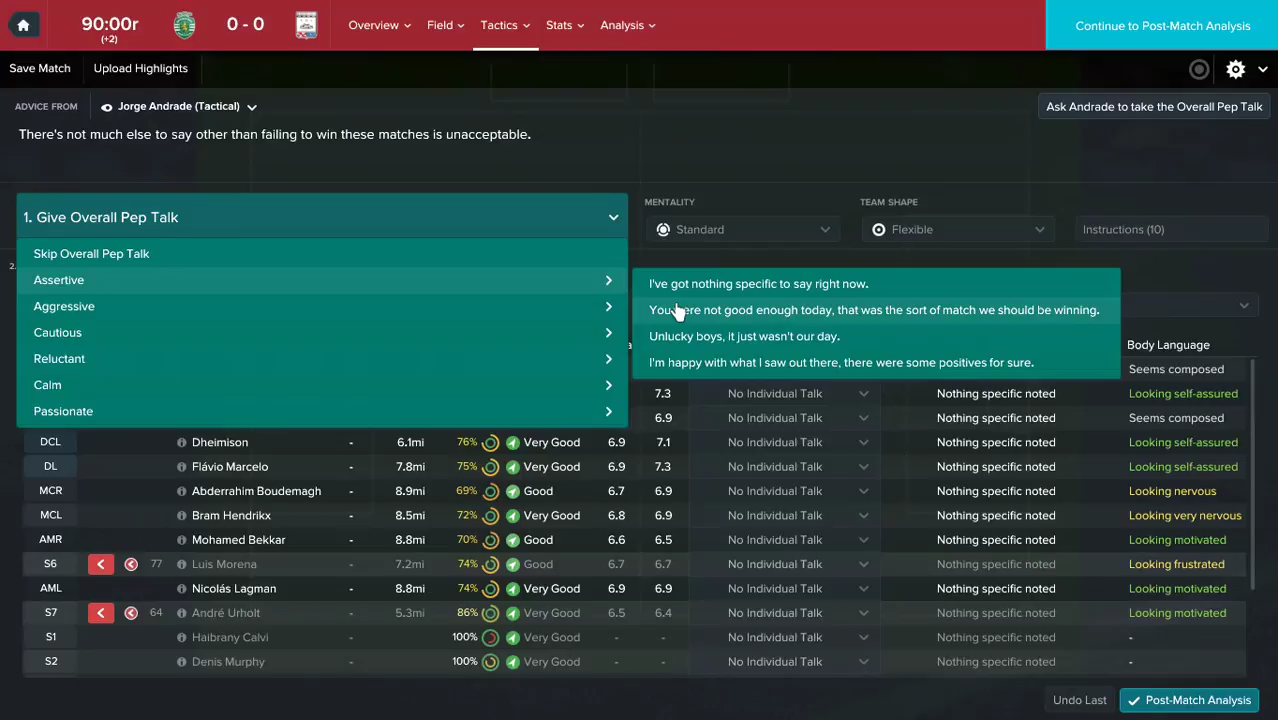 90:00r
(+2)
0 - 0
Overview
Field
Tactics
Stats
Analysis
Continue to Post-Match Analysis
Save Match
Upload Highlights
ADVICE FROM
Jorge Andrade (Tactical)
Ask Andrade to take the Overall Pep Talk
There's not much else to say other than failing to win these matches is unacceptable.
1. Give Overall Pep Talk
MENTALITY
Standard
TEAM SHAPE
Flexible
Instructions (10)
Skip Overall Pep Talk
2.
Assertive
Aggressive
Cautious
Reluctant
Calm
Passionate
I've got nothing specific to say right now.
not good enough today, that was the sort of match we should be winning.
Unlucky boys, it just wasn't our day.
I'm happy with what I saw out there, there were some positives for sure.
Body Language
Seems composed
7.3 No Individual Talk Nothing specific noted Looking self-assured
6.9 No Individual Talk Nothing specific noted Seems composed
DCL Dheimison - 6.1mi 76% Very Good 6.9 7.1 No Individual Talk Nothing specific noted Looking self-assured
DL Flávio Marcelo - 7.8mi 75% Very Good 6.9 7.3 No Individual Talk Nothing specific noted Looking self-assured
MCR Abderrahim Boudemagh - 8.9mi 69% Good 6.7 6.9 No Individual Talk Nothing specific noted Looking nervous
MCL Bram Hendrikx - 8.5mi 72% Very Good 6.8 6.9 No Individual Talk Nothing specific noted Looking very nervous
AMR Mohamed Bekkar - 8.8mi 70% Good 6.6 6.5 No Individual Talk Nothing specific noted Looking motivated
S6 77 Luis Morena - 7.2mi 74% Good 6.7 6.7 No Individual Talk Nothing specific noted Looking frustrated
AML Nicolás Lagman - 8.8mi 74% Very Good 6.9 6.9 No Individual Talk Nothing specific noted Looking motivated
S7 64 André Urholt - 5.3mi 86% Very Good 6.5 6.4 No Individual Talk Nothing specific noted Looking motivated
S1 Haibrany Calvi - 100% Very Good - - No Individual Talk Nothing specific noted -
S2 Denis Murphy - 100% Very Good - - No Individual Talk Nothing specific noted -
Undo Last
Post-Match Analysis